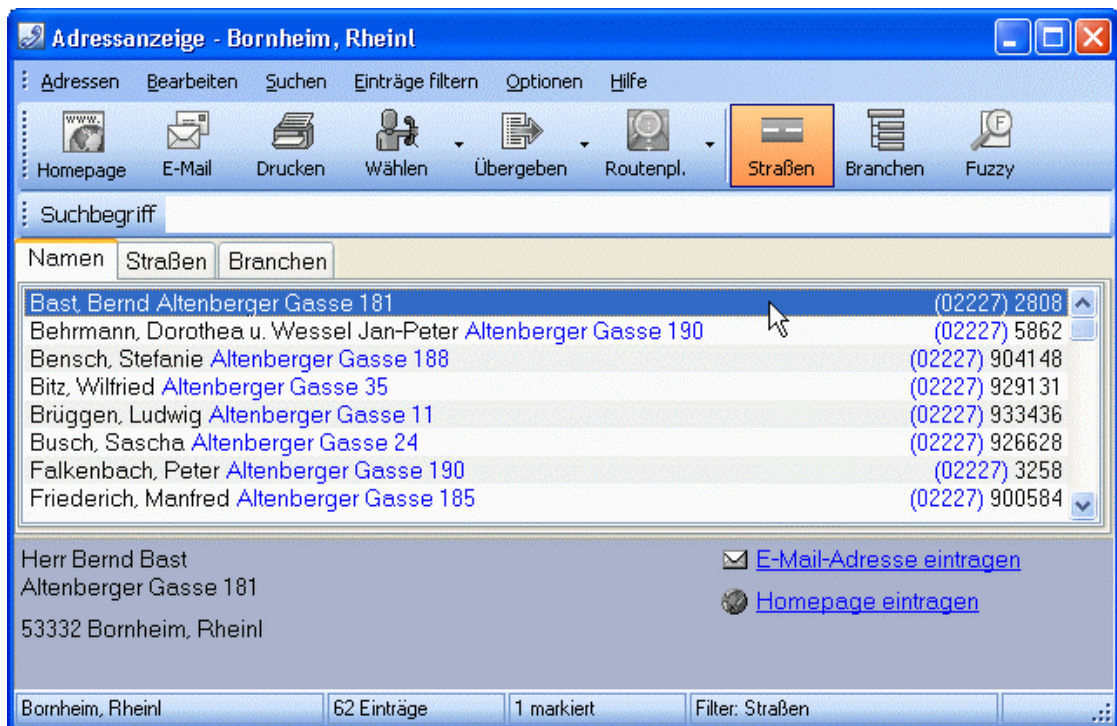 Adressanzeige - Bornheim, Rheinl
Adressen Bearbeiten Suchen Einträge filtern Optionen Hilfe
www.
F
Homepage E-Mail Drucken Wählen Übergeben Routenpl. Straßen Branchen Fuzzy
Suchbegriff
Namen Straßen Branchen
Bast, Bernd Altenberger Gasse 181 (02227) 2808
Behrmann, Dorothea u. Wessel Jan-Peter Altenberger Gasse 190 (02227) 5862
Bensch, Stefanie Altenberger Gasse 188 (02227) 904148
Bitz, Wilfried Altenberger Gasse 35 (02227) 929131
Brüggen, Ludwig Altenberger Gasse 11 (02227) 933436
Busch, Sascha Altenberger Gasse 24 (02227) 926628
Falkenbach, Peter Altenberger Gasse 190 (02227) 3258
Friederich, Manfred Altenberger Gasse 185 (02227) 900584
Herr Bernd Bast
Altenberger Gasse 181
53332 Bornheim, Rheinl
E-Mail-Adresse eintragen
Homepage eintragen
Bornheim, Rheinl 62 Einträge 1 markiert Filter: Straßen